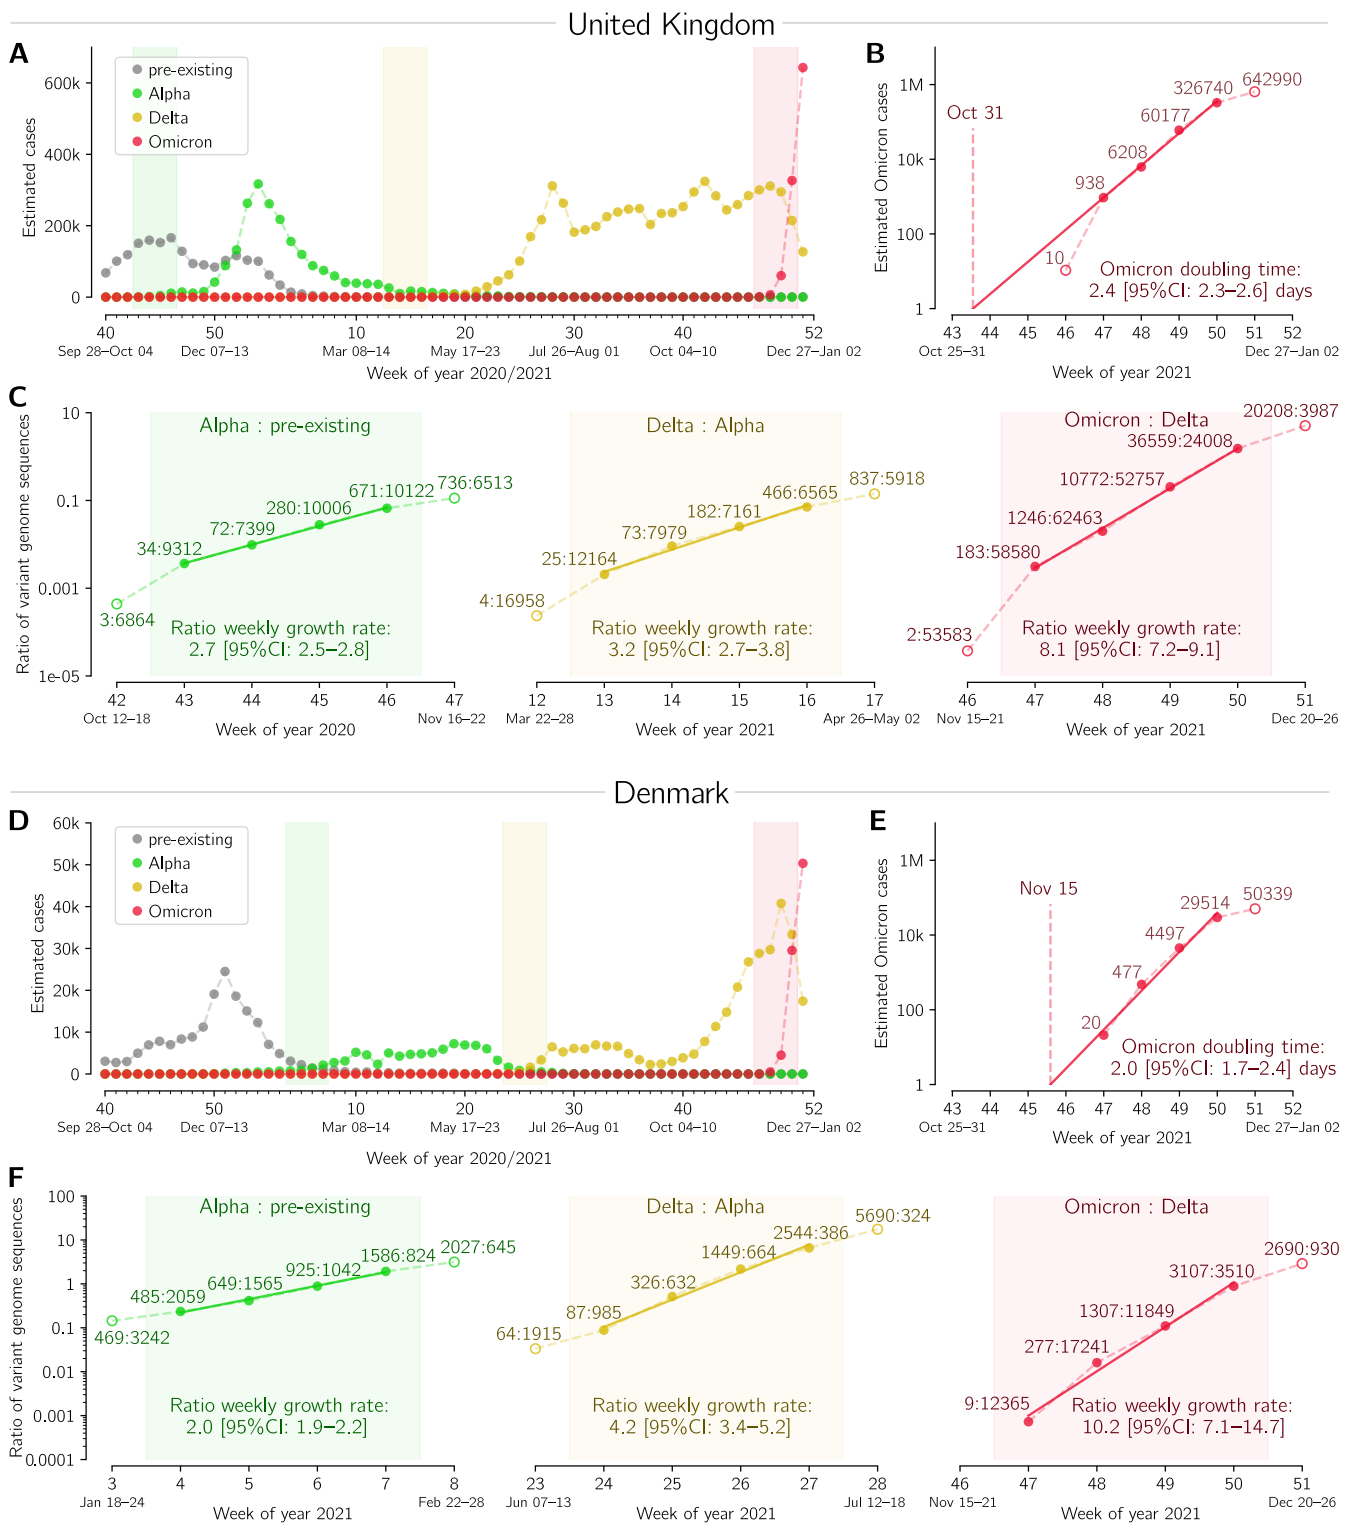 United Kingdom
A
pre-existing
Alpha
Delta
Omicron
600k
400k
200k
0
Estimated cases
40
50
10
20
30
40
52
Sep 28–Oct 04
Dec 07–13
Mar 08–14
May 17–23
Jul 26–Aug 01
Oct 04–10
Dec 27–Jan 02
Week of year 2020/2021
B
1M
10k
100
1
Estimated Omicron cases
Oct 31
10
938
6208
60177
326740
642990
Omicron doubling time:
2.4 [95%CI: 2.3–2.6] days
43
44
45
46
47
48
49
50
51
52
Oct 25–31
Dec 27–Jan 02
Week of year 2021
C
10
0.1
0.001
1e-05
Ratio of variant genome sequences
Alpha : pre-existing
3:6864
34:9312
72:7399
280:10006
671:10122
736:6513
Ratio weekly growth rate:
2.7 [95%CI: 2.5–2.8]
42
43
44
45
46
47
Oct 12–18
Nov 16–22
Week of year 2020
Delta : Alpha
4:16958
25:12164
73:7979
182:7161
466:6565
837:5918
Ratio weekly growth rate:
3.2 [95%CI: 2.7–3.8]
12
13
14
15
16
17
Mar 22–28
Apr 26–May 02
Week of year 2021
Omicron : Delta
2:53583
183:58580
1246:62463
10772:52757
36559:24008
20208:3987
Ratio weekly growth rate:
8.1 [95%CI: 7.2–9.1]
46
47
48
49
50
51
Nov 15–21
Dec 20–26
Week of year 2021
Denmark
D
pre-existing
Alpha
Delta
Omicron
60k
50k
40k
30k
20k
10k
0
Estimated cases
40
50
10
20
30
40
52
Sep 28–Oct 04
Dec 07–13
Mar 08–14
May 17–23
Jul 26–Aug 01
Oct 04–10
Dec 27–Jan 02
Week of year 2020/2021
E
1M
10k
100
1
Estimated Omicron cases
Nov 15
20
477
4497
29514
50339
Omicron doubling time:
2.0 [95%CI: 1.7–2.4] days
43
44
45
46
47
48
49
50
51
52
Oct 25–31
Dec 27–Jan 02
Week of year 2021
F
100
10
1
0.1
0.01
0.001
0.0001
Ratio of variant genome sequences
Alpha : pre-existing
469:3242
485:2059
649:1565
925:1042
1586:824
2027:645
Ratio weekly growth rate:
2.0 [95%CI: 1.9–2.2]
3
4
5
6
7
8
Jan 18–24
Feb 22–28
Week of year 2021
Delta : Alpha
64:1915
87:985
326:632
1449:664
2544:386
5690:324
Ratio weekly growth rate:
4.2 [95%CI: 3.4–5.2]
23
24
25
26
27
28
Jun 07–13
Jul 12–18
Week of year 2021
Omicron : Delta
9:12365
277:17241
1307:11849
3107:3510
2690:930
Ratio weekly growth rate:
10.2 [95%CI: 7.1–14.7]
46
47
48
49
50
51
Nov 15–21
Dec 20–26
Week of year 2021